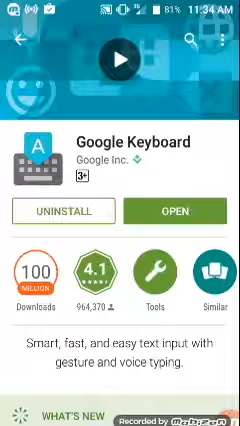 81% 11:34 AM
A
Google Keyboard
Google Inc.
3+
UNINSTALL
OPEN
100
MILLION
4.1
Downloads
964,370
Tools
Similar
Smart, fast, and easy text input with
gesture and voice typing.
WHAT'S NEW
Recorded by Mobizen